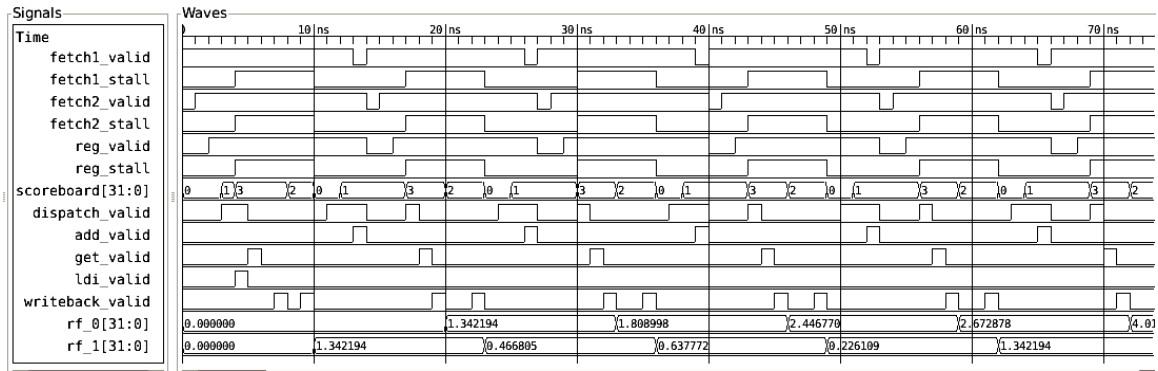 Signals
Waves
Time 10 ns 20 ns 30 ns 40 ns 50 ns 60 ns 70 ns
fetch1_valid
fetch1_stall
fetch2_valid
fetch2_stall
reg_valid
reg_stall
scoreboard[31:0] 0 1 3 2 0 1 3 2 0 1 3 2 0 1 3 2 0 1 3 2 0 1 3 2
dispatch_valid
add_valid
get_valid
ldi_valid
writeback_valid
rf_0[31:0] 0.000000 1.342194 1.808998 2.446770 2.672878 4.01
rf_1[31:0] 0.000000 1.342194 0.466805 0.637772 0.226109 1.342194